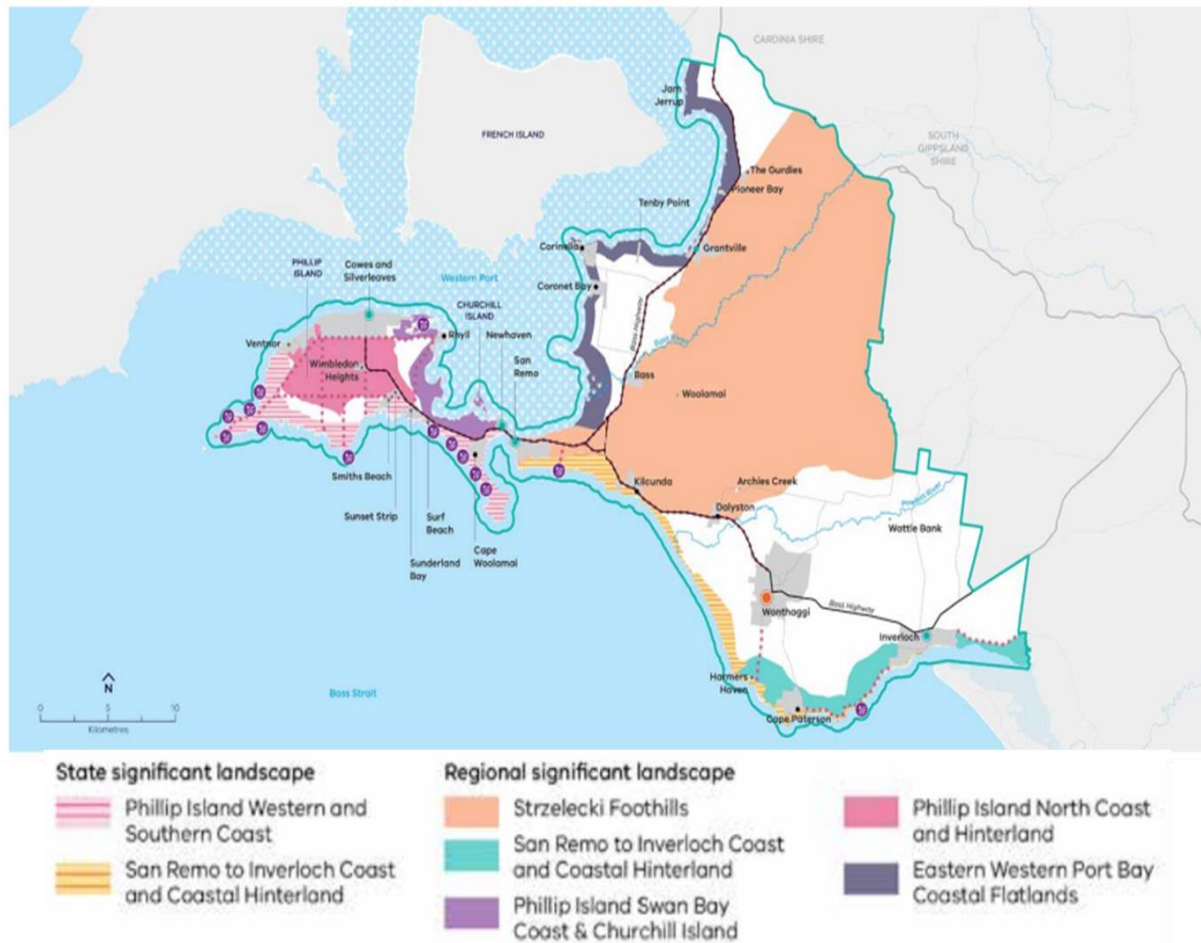 CARDINIA SHIRE
Jam
Jerrup
FRENCH ISLAND
SOUTH
GIPPSLAND
SHIRE
The Gurdies
Pioneer Bay
Tenby Point
Corinella
Grantville
PHILLIP
ISLAND
Cowes and
Silverleaves
Western Port
Coronet Bay
CHURCHILL
ISLAND
Bass Highway
Ventnor
Rhyll
Newhaven
Bass River
Wimbledon
Heights
San
Remo
Bass
Woolamai
Smiths Beach
Kilcunda
Archies Creek
Powlett River
Sunset Strip
Surf
Beach
Dalyston
Wattle Bank
Sunderland
Bay
Cape
Woolamai
Wonthaggi
Bass Highway
Inverloch
Harmers
Haven
N
Bass Strait
Cape Paterson
0 5 10
Kilometres
State significant landscape
Phillip Island Western and
Southern Coast
San Remo to Inverloch Coast
and Coastal Hinterland
Regional significant landscape
Strzelecki Foothills
San Remo to Inverloch Coast
and Coastal Hinterland
Phillip Island Swan Bay
Coast & Churchill Island
Phillip Island North Coast
and Hinterland
Eastern Western Port Bay
Coastal Flatlands